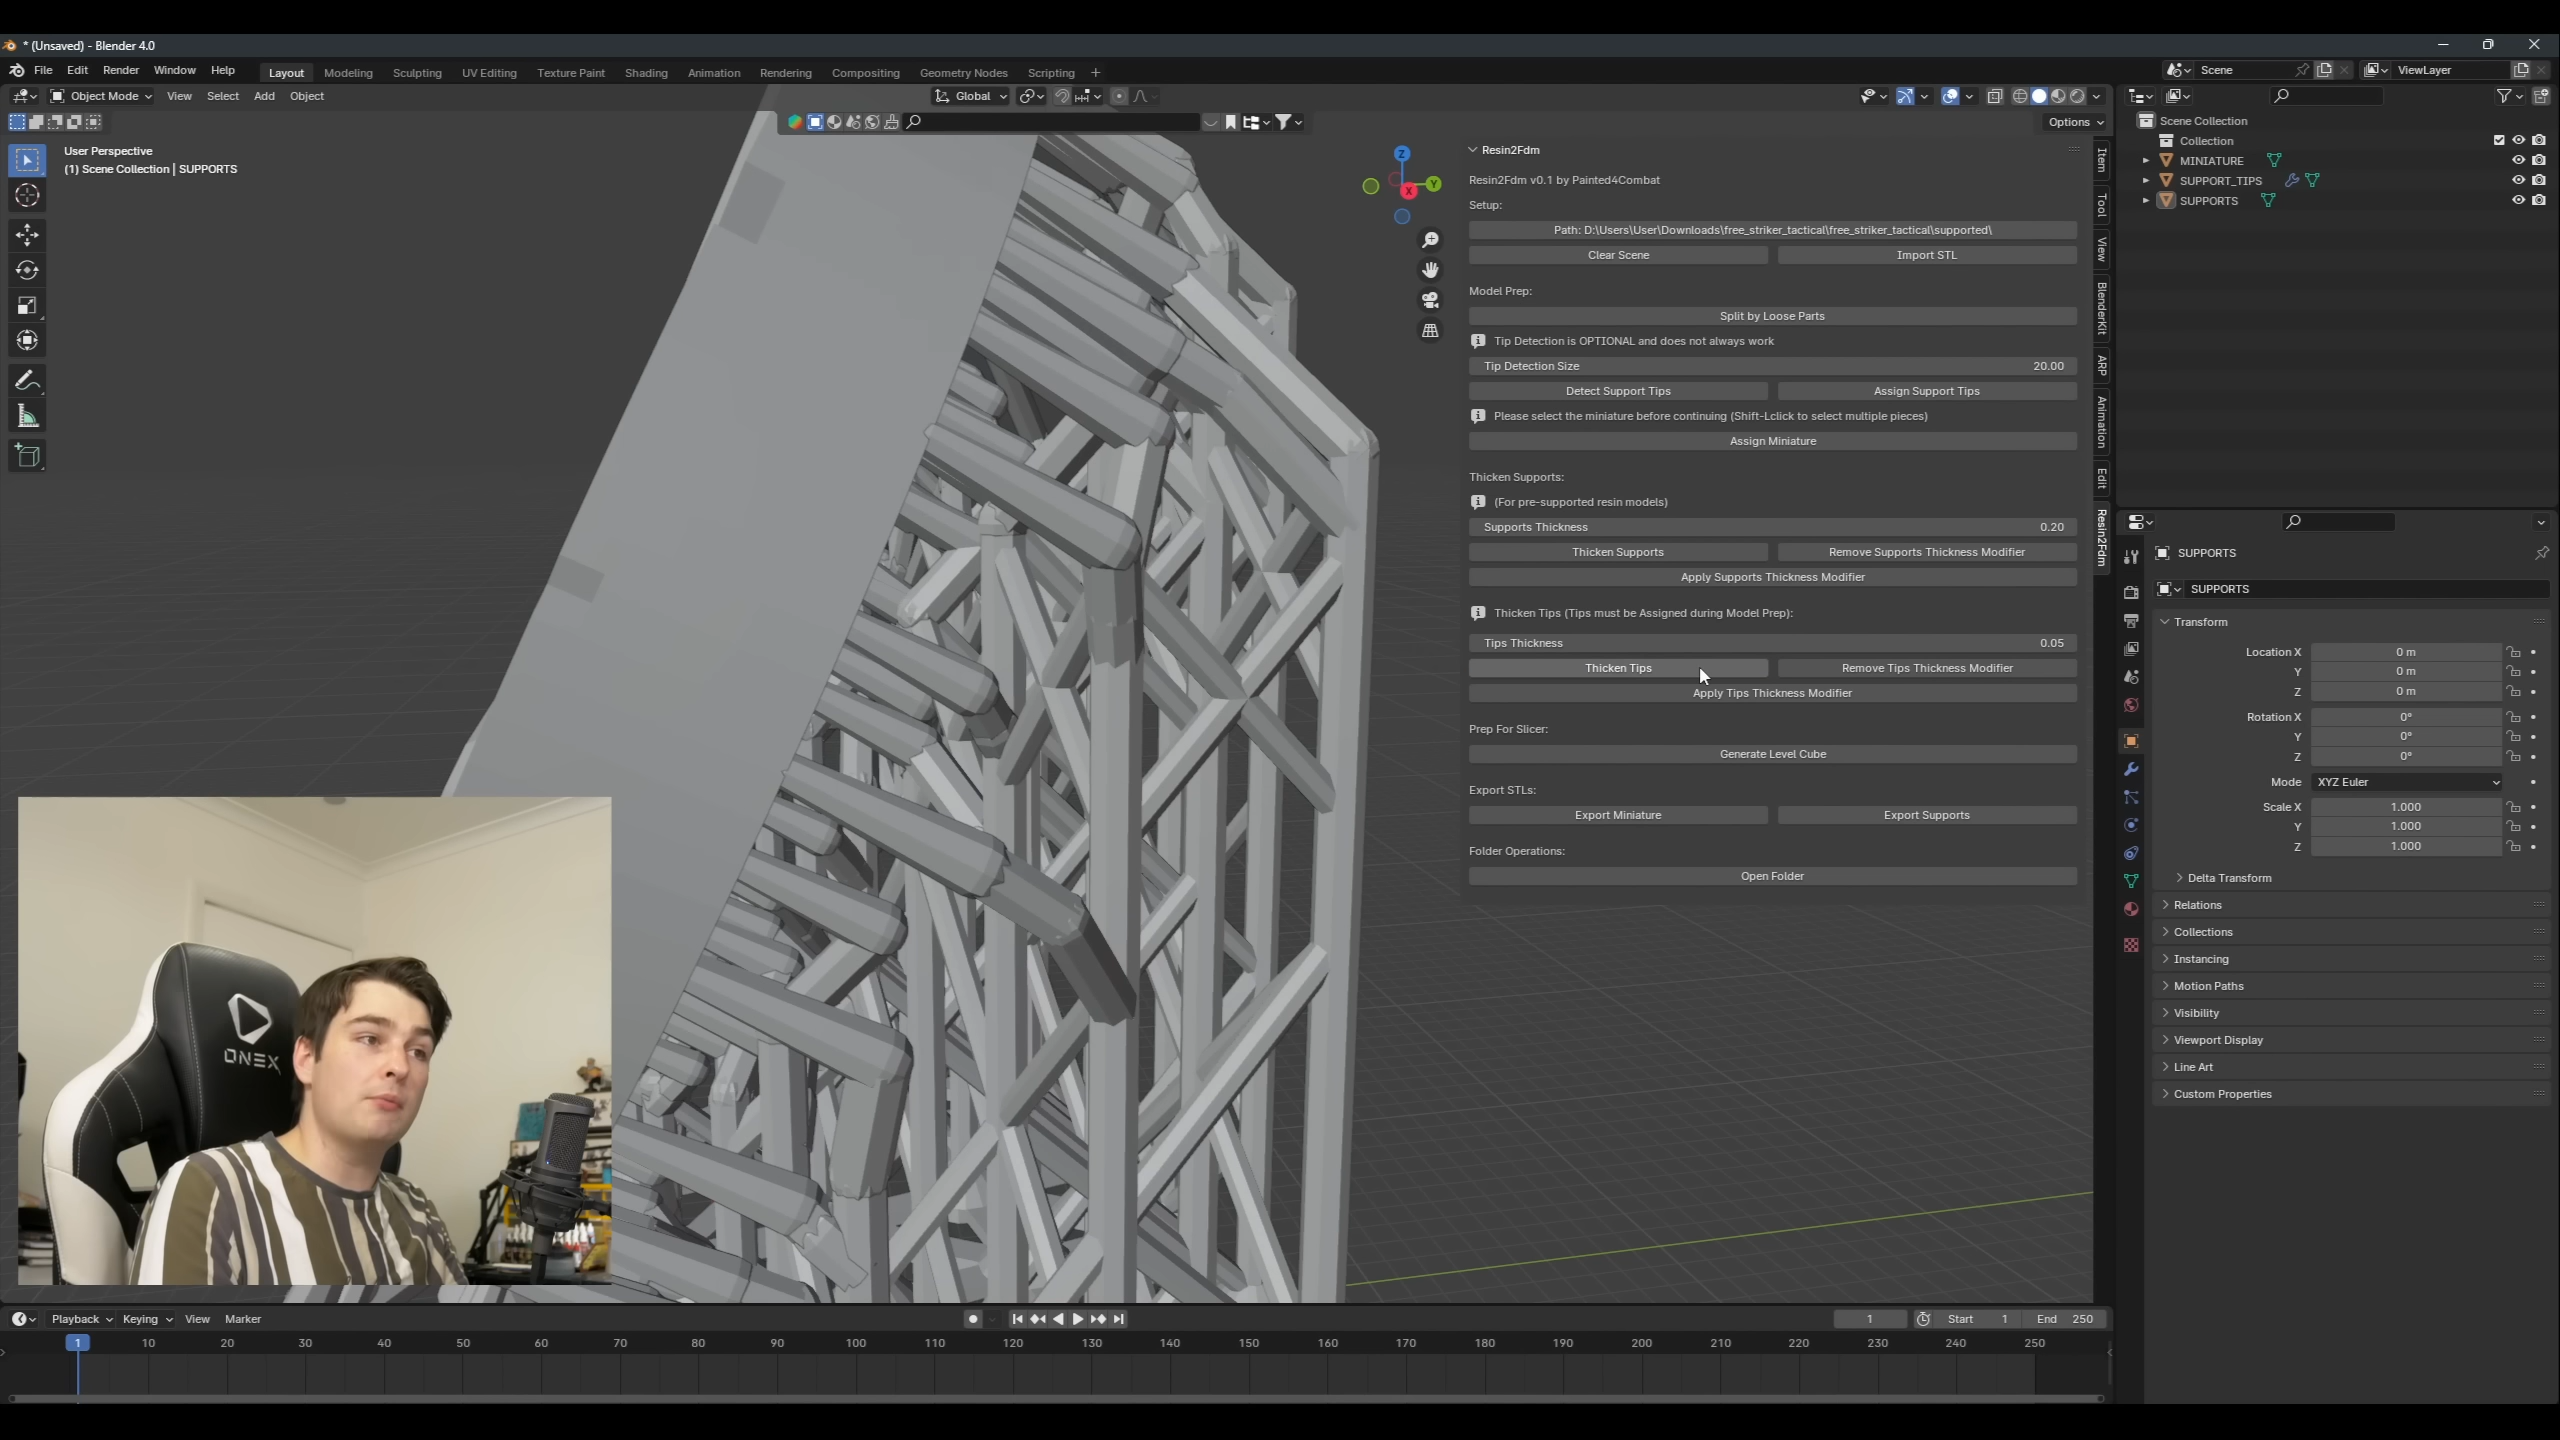 * (Unsaved) - Blender 4.0
File Edit Render Window Help Layout Modeling Sculpting UV Editing Texture Paint Shading Animation Rendering Compositing Geometry Nodes Scripting + Scene ViewLayer
Object Mode View Select Add Object Global
Options
User Perspective
(1) Scene Collection | SUPPORTS
Z
Y
X
Resin2Fdm
Resin2Fdm v0.1 by Painted4Combat
Setup:
Path: D:\Users\User\Downloads\free_striker_tactical\free_striker_tactical\supported\
Clear Scene Import STL
Model Prep:
Split by Loose Parts
Tip Detection is OPTIONAL and does not always work
Tip Detection Size 20.00
Detect Support Tips Assign Support Tips
Please select the miniature before continuing (Shift-Lclick to select multiple pieces)
Assign Miniature
Thicken Supports:
(For pre-supported resin models)
Supports Thickness 0.20
Thicken Supports Remove Supports Thickness Modifier
Apply Supports Thickness Modifier
Thicken Tips (Tips must be Assigned during Model Prep):
Tips Thickness 0.05
Thicken Tips Remove Tips Thickness Modifier
Apply Tips Thickness Modifier
Prep For Slicer:
Generate Level Cube
Export STLs:
Export Miniature Export Supports
Folder Operations:
Open Folder
Item
Tool
View
BlenderKit
ARP
Animation
Edit
Resin2Fdm
Scene Collection
Collection
MINIATURE
SUPPORT_TIPS
SUPPORTS
SUPPORTS
SUPPORTS
Transform
Location X 0 m
Y 0 m
Z 0 m
Rotation X 0°
Y 0°
Z 0°
Mode XYZ Euler
Scale X 1.000
Y 1.000
Z 1.000
Delta Transform
Relations
Collections
Instancing
Motion Paths
Visibility
Viewport Display
Line Art
Custom Properties
ONEX
Playback Keying View Marker 1 Start 1 End 250
1 10 20 30 40 50 60 70 80 90 100 110 120 130 140 150 160 170 180 190 200 210 220 230 240 250